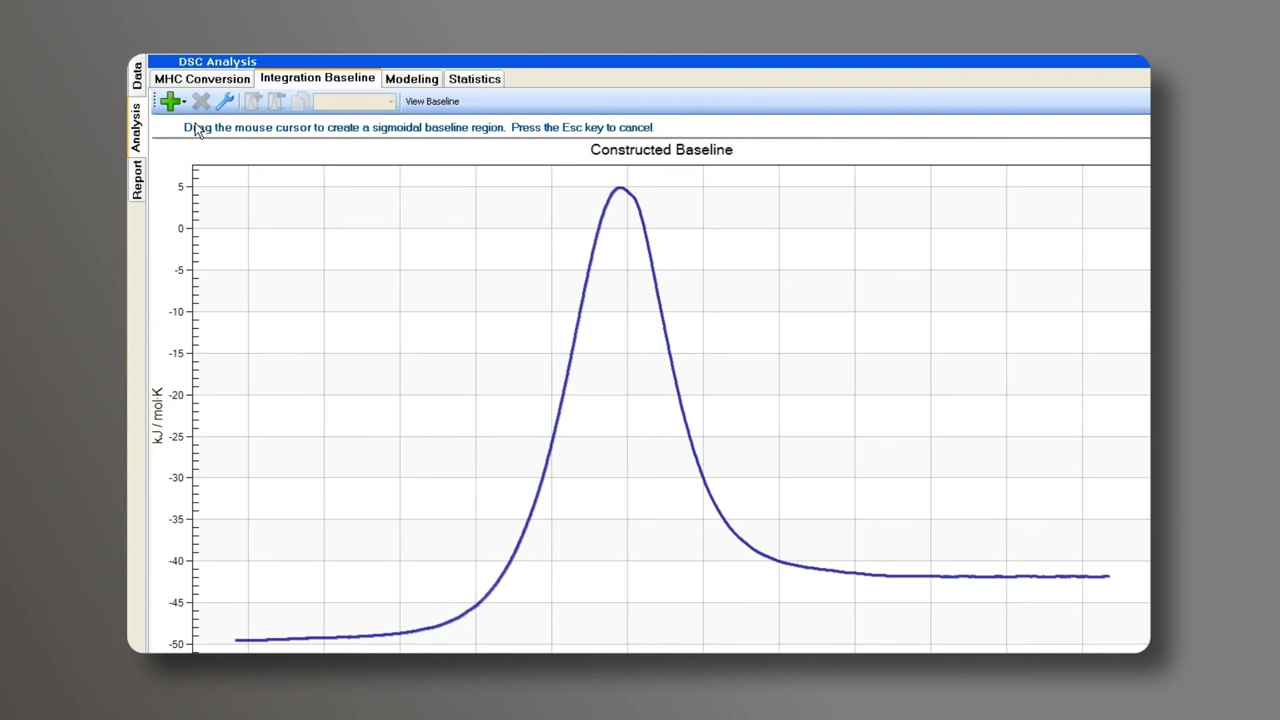 DSC Analysis
Data
Analysis
Report
MHC Conversion Integration Baseline Modeling Statistics
View Baseline
Drag the mouse cursor to create a sigmoidal baseline region. Press the Esc key to cancel.
Constructed Baseline
kJ / mol·K
5
0
-5
-10
-15
-20
-25
-30
-35
-40
-45
-50